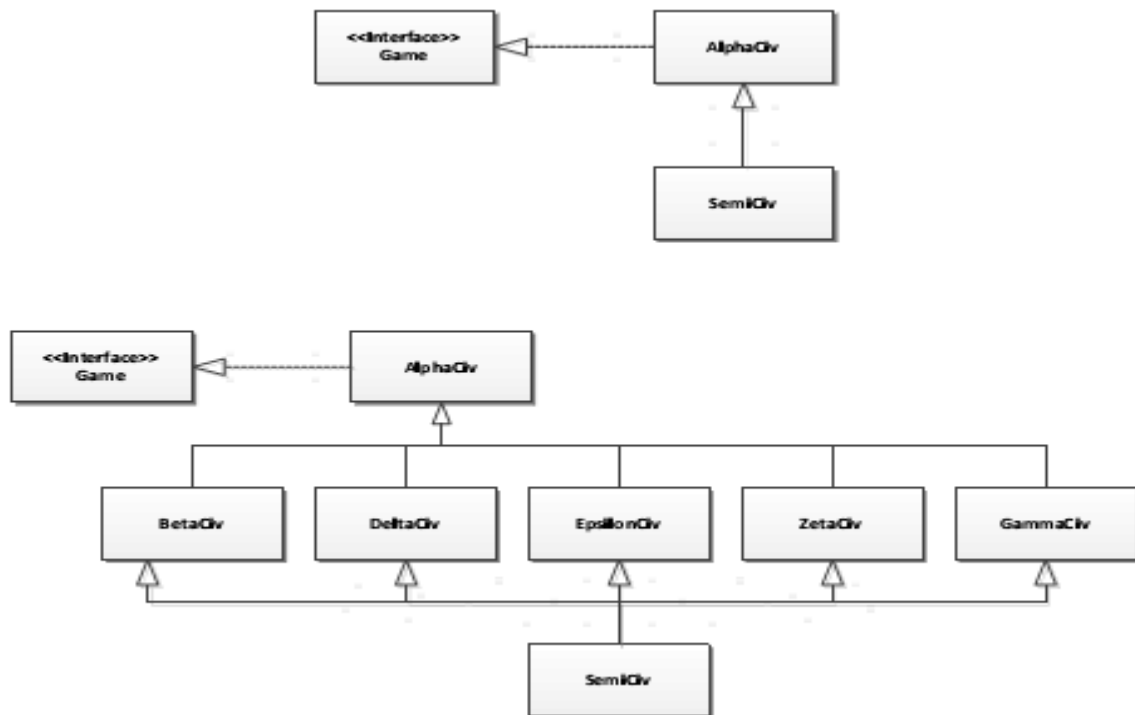 <<Interface>>
Game
AlphaCiv
SemiCiv
<<Interface>>
Game
AlphaCiv
BetaCiv
DeltaCiv
EpsilonCiv
ZetaCiv
GammaCiv
SemiCiv